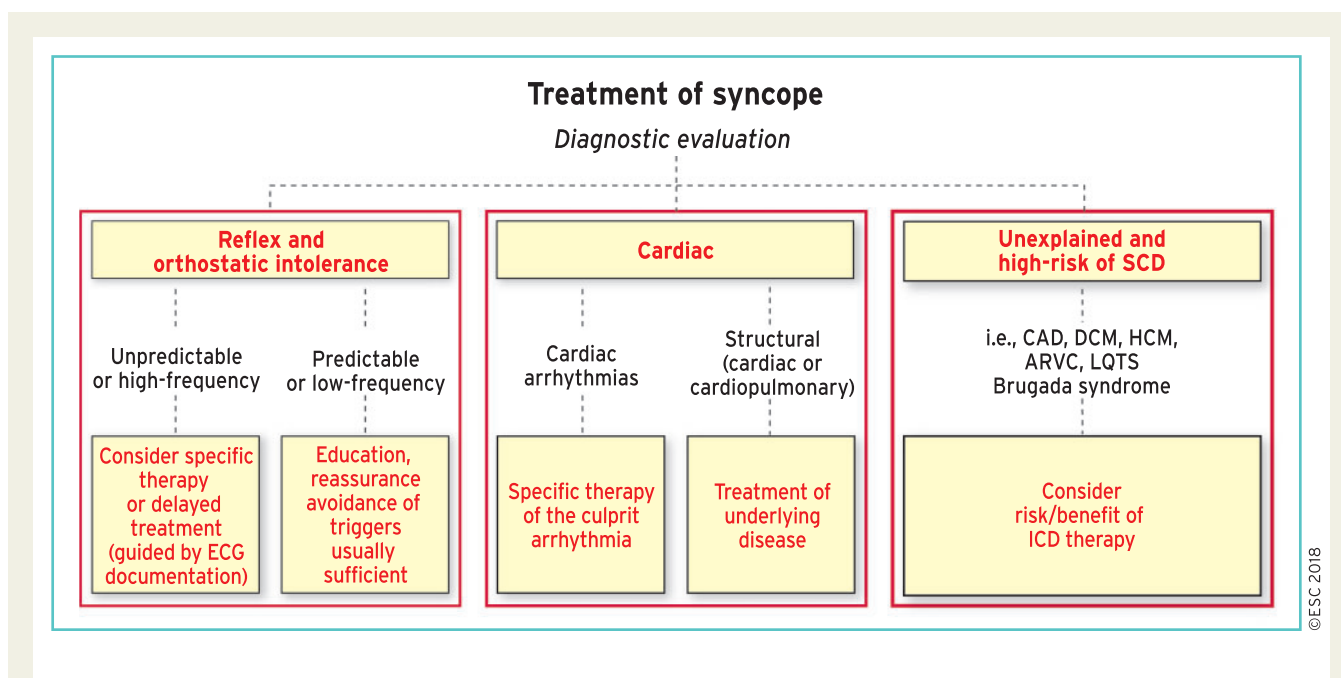 Treatment of syncope
Diagnostic evaluation
Reflex and
orthostatic intolerance
Unpredictable
or high-frequency
Predictable
or low-frequency
Consider specific
therapy
or delayed
treatment
(guided by ECG
documentation)
Education,
reassurance
avoidance of
triggers
usually
sufficient
Cardiac
Cardiac
arrhythmias
Structural
(cardiac or
cardiopulmonary)
Specific therapy
of the culprit
arrhythmia
Treatment of
underlying
disease
Unexplained and
high-risk of SCD
i.e., CAD, DCM, HCM,
ARVC, LQTS
Brugada syndrome
Consider
risk/benefit of
ICD therapy
©ESC 2018